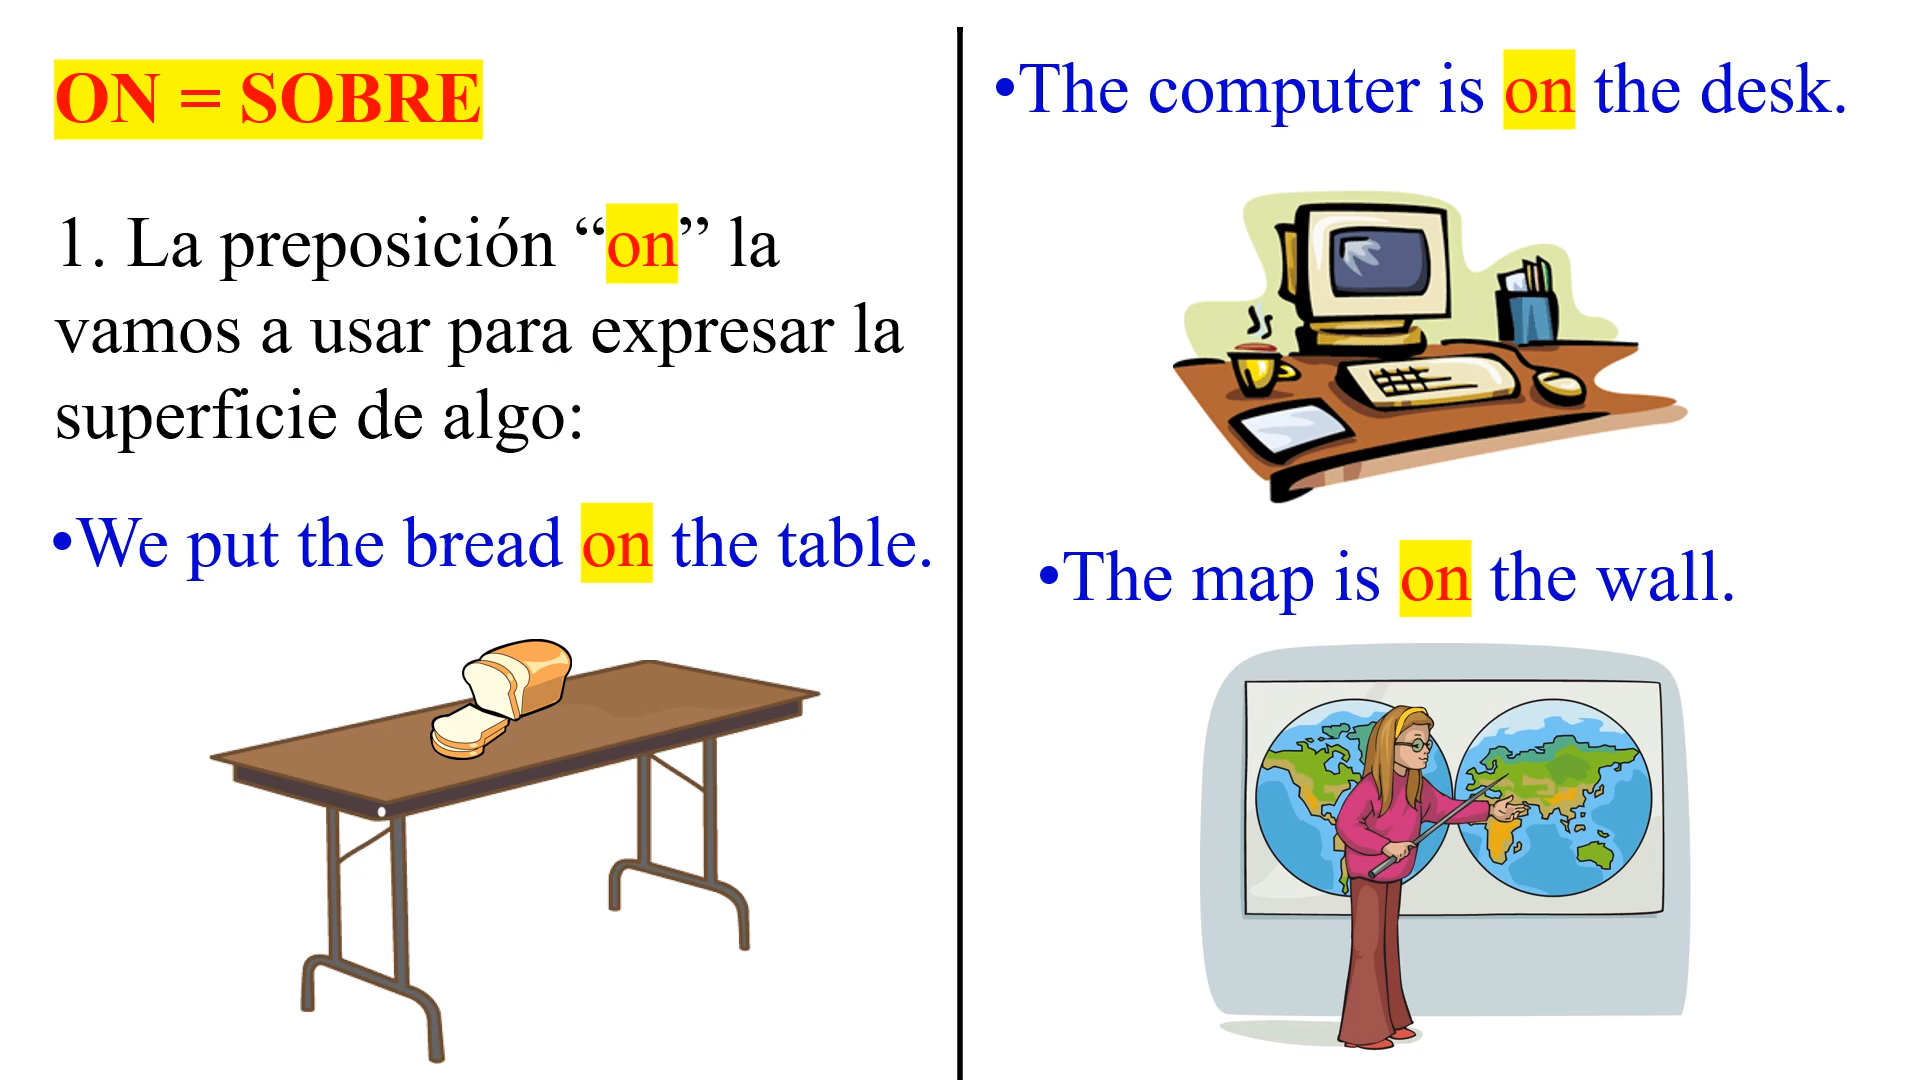 ON = SOBRE
1. La preposición “on” la
vamos a usar para expresar la
superficie de algo:
•We put the bread on the table.
•The computer is on the desk.
•The map is on the wall.